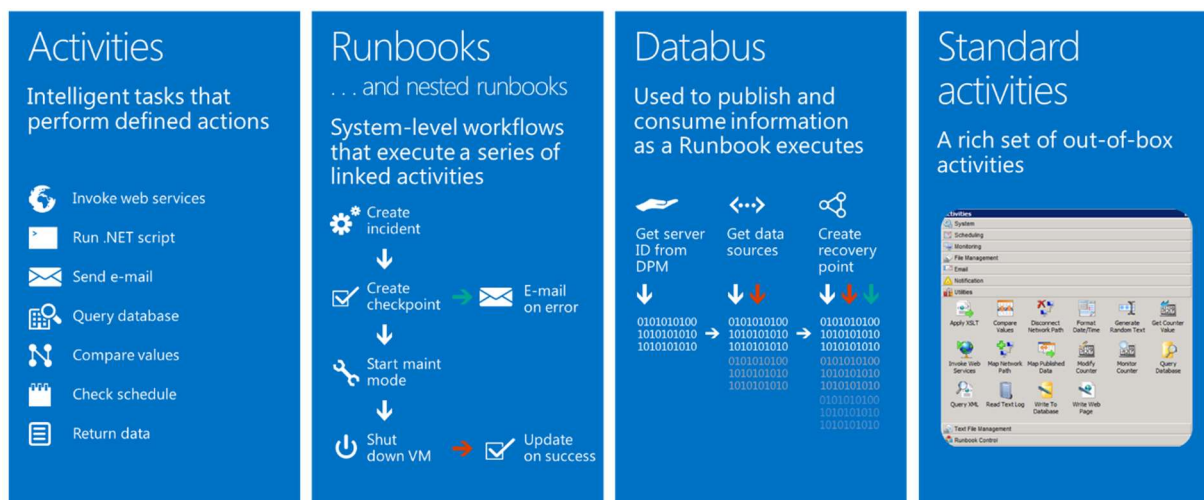 Activities
Intelligent tasks that
perform defined actions
Invoke web services
Run .NET script
Send e-mail
Query database
Compare values
Check schedule
Return data
Runbooks
. . . and nested runbooks
System-level workflows
that execute a series of
linked activities
Create
incident
Create
checkpoint
E-mail
on error
Start maint
mode
Shut
down VM
Update
on success
Databus
Used to publish and
consume information
as a Runbook executes
Get server
ID from
DPM
Get data
sources
Create
recovery
point
0101010100
1010101010
1010101010
0101010100
1010101010
1010101010
0101010100
1010101010
0101010100
1010101010
1010101010
0101010100
1010101010
1010101010
0101010100
1010101010
1010101010
Standard
activities
A rich set of out-of-box
activities
System
Scheduling
Monitoring
File Management
Email
Notification
Utilities
Apply XSLT
Compare
Values
Disconnect
Network Path
Format
Date/Time
Generate
Random Text
Get Counter
Value
Invoke Web
Services
Map Network
Path
Map Published
Data
Modify
Counter
Monitor
Counter
Query
Database
Query XML
Read Text Log
Write To
Database
Write Web
Page
Text File Management
Runbook Control